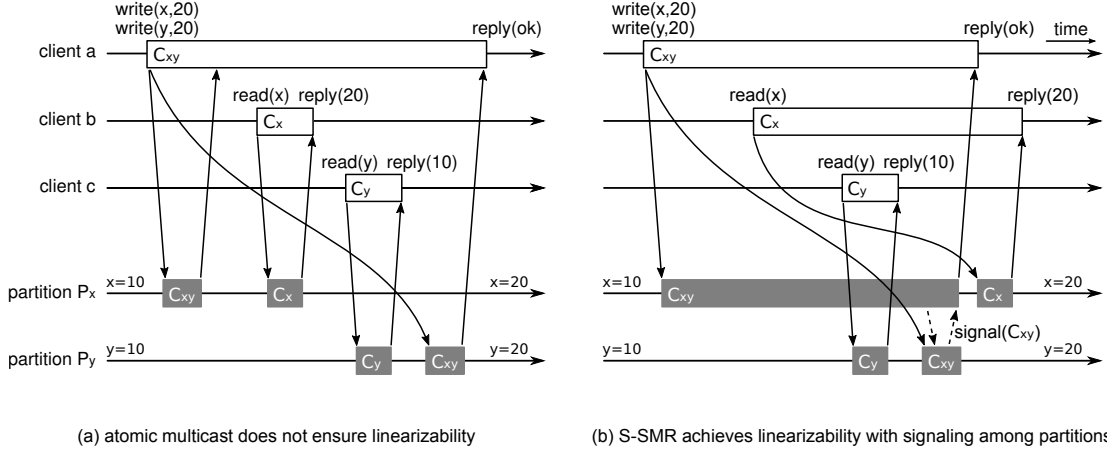 write(x,20)
write(y,20)
reply(ok)
client a
Cxy
read(x) reply(20)
client b
Cx
read(y) reply(10)
client c
Cy
x=10
x=20
partition Px
Cxy
Cx
y=10
y=20
partition Py
Cy
Cxy
(a) atomic multicast does not ensure linearizability
write(x,20)
write(y,20)
reply(ok)
time
Cxy
read(x)
reply(20)
Cx
read(y) reply(10)
Cy
x=10
x=20
Cxy
Cx
signal(Cxy)
y=10
y=20
Cy
Cxy
(b) S-SMR achieves linearizability with signaling among partitions